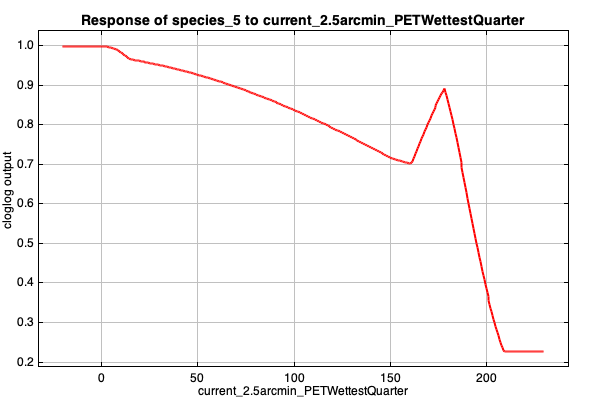 Response of species_5 to current_2.5arcmin_PETWettestQuarter
1.0
0.9
0.8
0.7
0.6
0.5
0.4
0.3
0.2
cloglog output
0 50 100 150 200
current_2.5arcmin_PETWettestQuarter